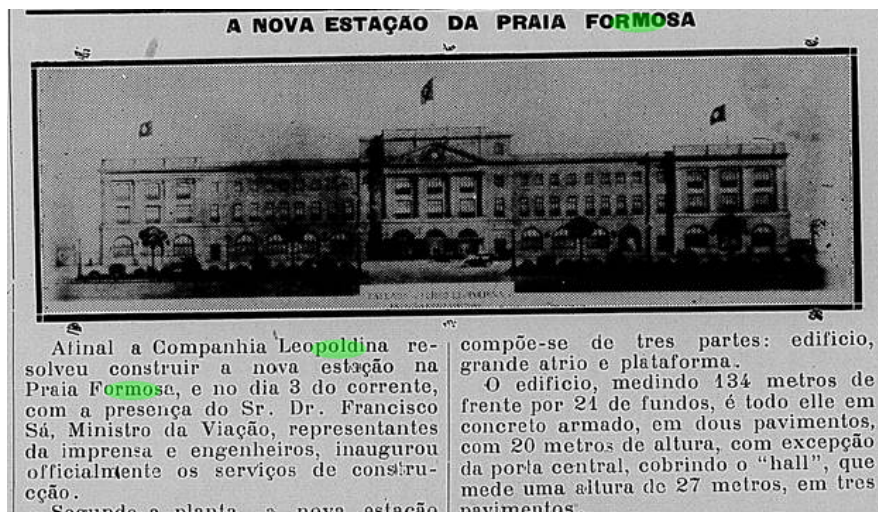 A NOVA ESTAÇÃO DA PRAIA FORMOSA
Afinal a Companhia Leopoldina re-
solveu construir a nova estação na
Praia Formosa, e no dia 3 do corrente,
com a presença do Sr. Dr. Francisco
Sá, Ministro da Viação, representantes
da imprensa e engenheiros, inaugurou
officialmente os serviços de constru-
cção.
Segundo a planta, a nova estação
compõe-se de tres partes: edificio,
grande atrio e plataforma.
O edificio, medindo 134 metros de
frente por 21 de fundos, é todo elle em
concreto armado, em dous pavimentos,
com 20 metros de altura, com excepção
da porta central, cobrindo o "hall", que
mede uma altura de 27 metros, em tres
pavimentos